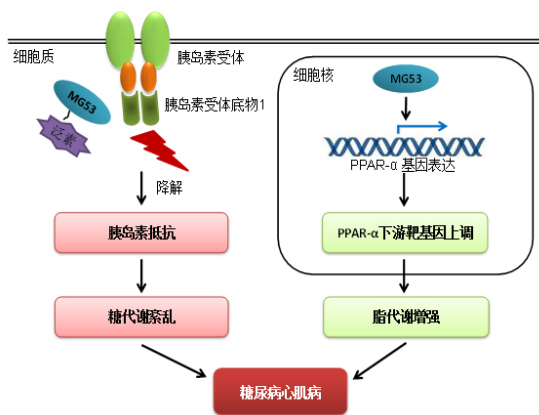 细胞质
胰岛素受体
MG53
泛素
胰岛素受体底物1
降解
胰岛素抵抗
糖代谢紊乱
细胞核
MG53
PPAR-α 基因表达
PPAR-α下游靶基因上调
脂代谢增强
糖尿病心肌病